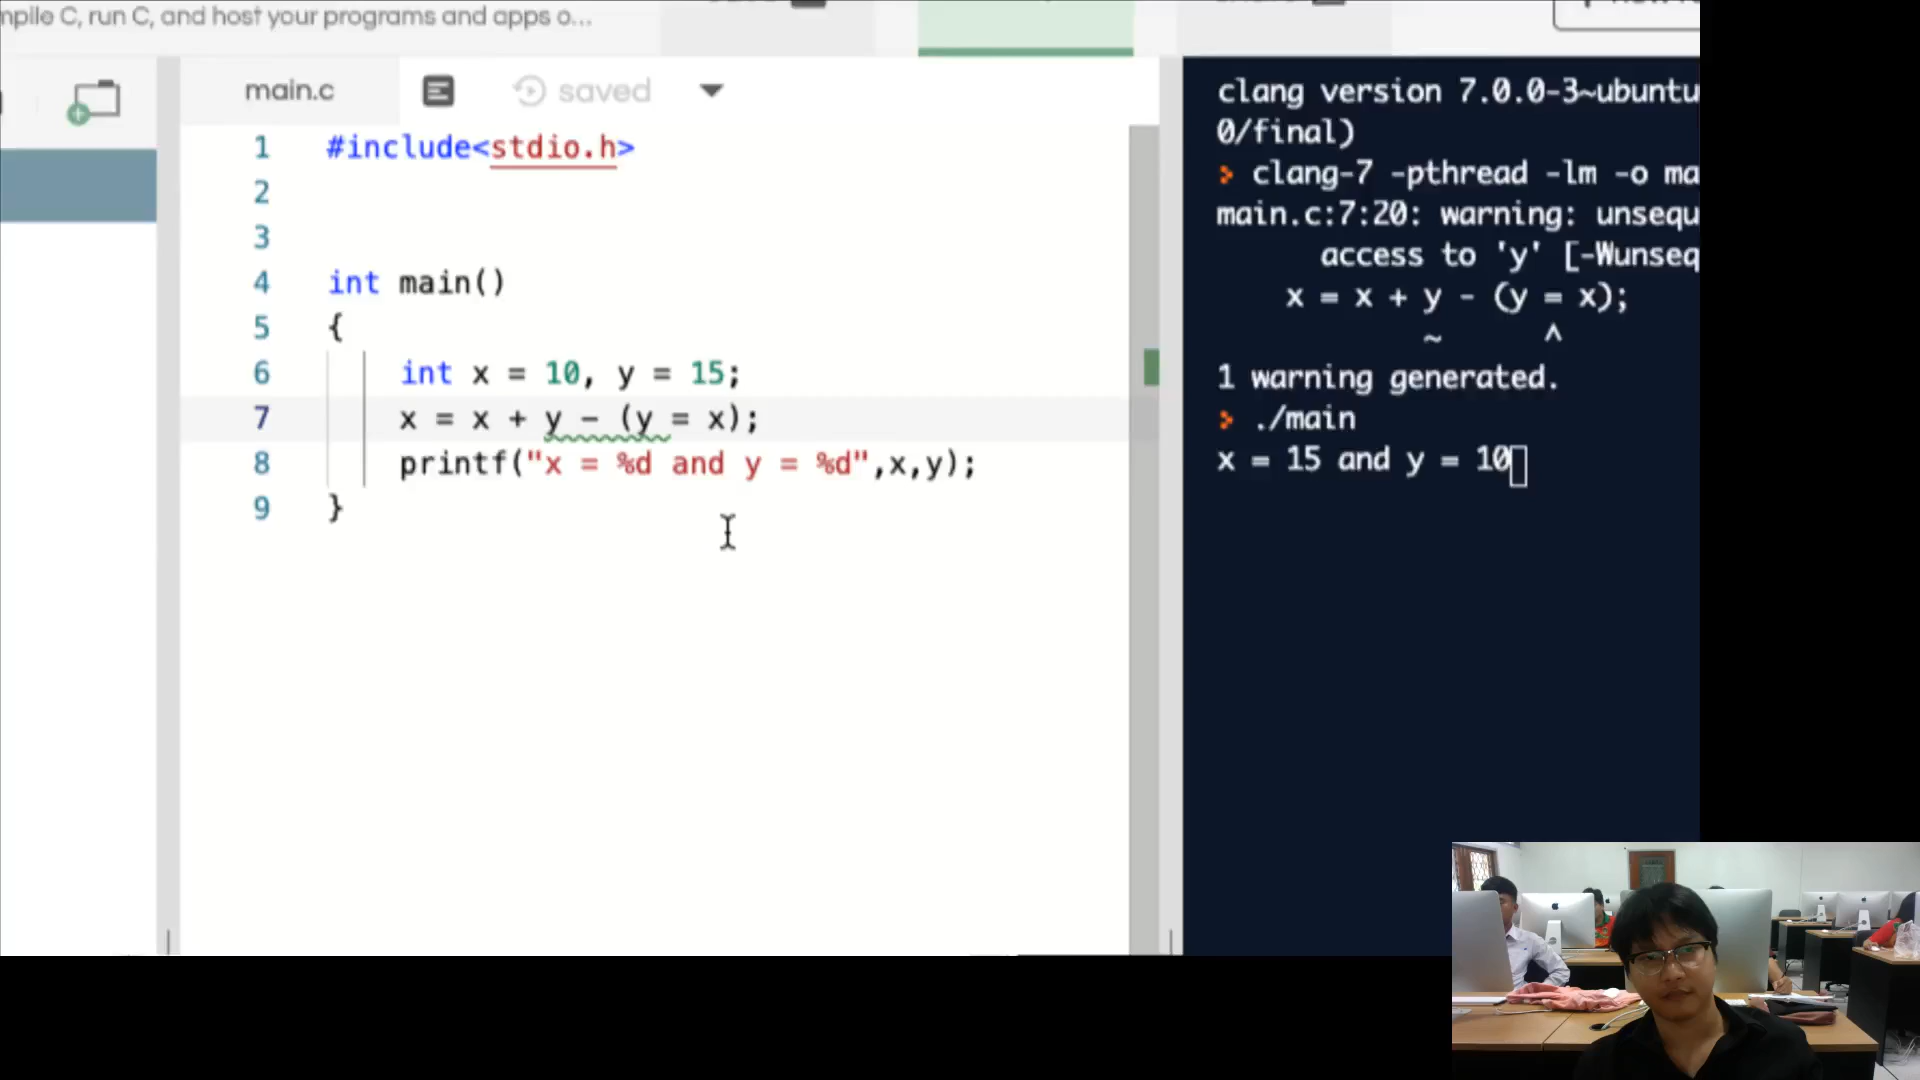 mpile C, run C, and host your programs and apps o...
main.c
saved
1 #include<stdio.h>
2
3
4 int main()
5 {
6 int x = 10, y = 15;
7 x = x + y - (y = x);
8 printf("x = %d and y = %d",x,y);
9 }
clang version 7.0.0-3~ubuntu
0/final)
> clang-7 -pthread -lm -o ma
main.c:7:20: warning: unsequ
access to 'y' [-Wunseq
x = x + y - (y = x);
~ ^
1 warning generated.
> ./main
x = 15 and y = 10